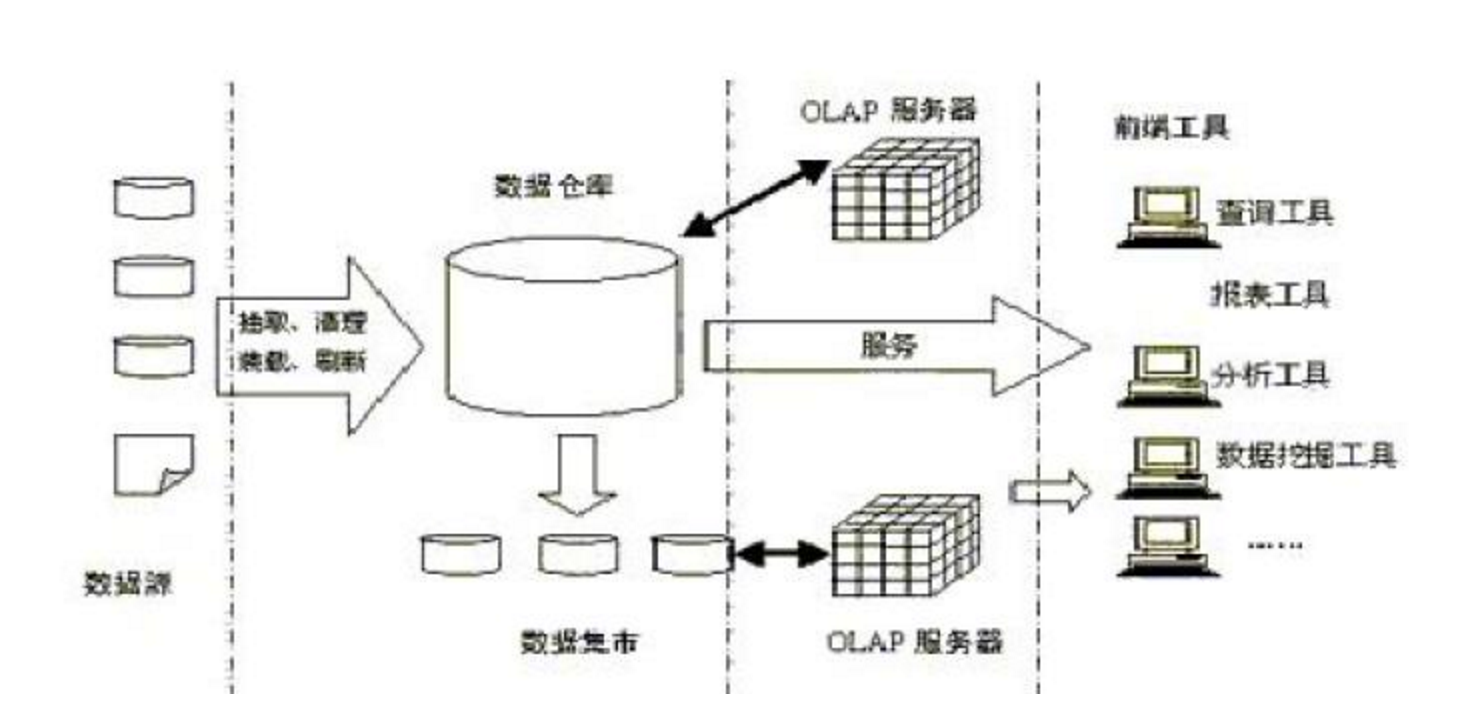 OLAP 服务器
前端工具
数据仓库
查询工具
报表工具
抽取、清理
装载、刷新
服务
分析工具
数据挖掘工具
……
数据源
数据集市
OLAP 服务器